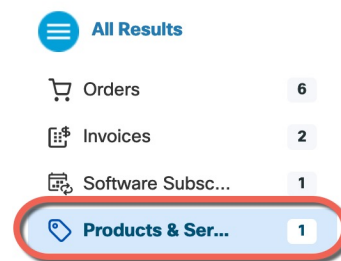 All Results
Orders 6
Invoices 2
Software Subsc... 1
Products & Ser... 1